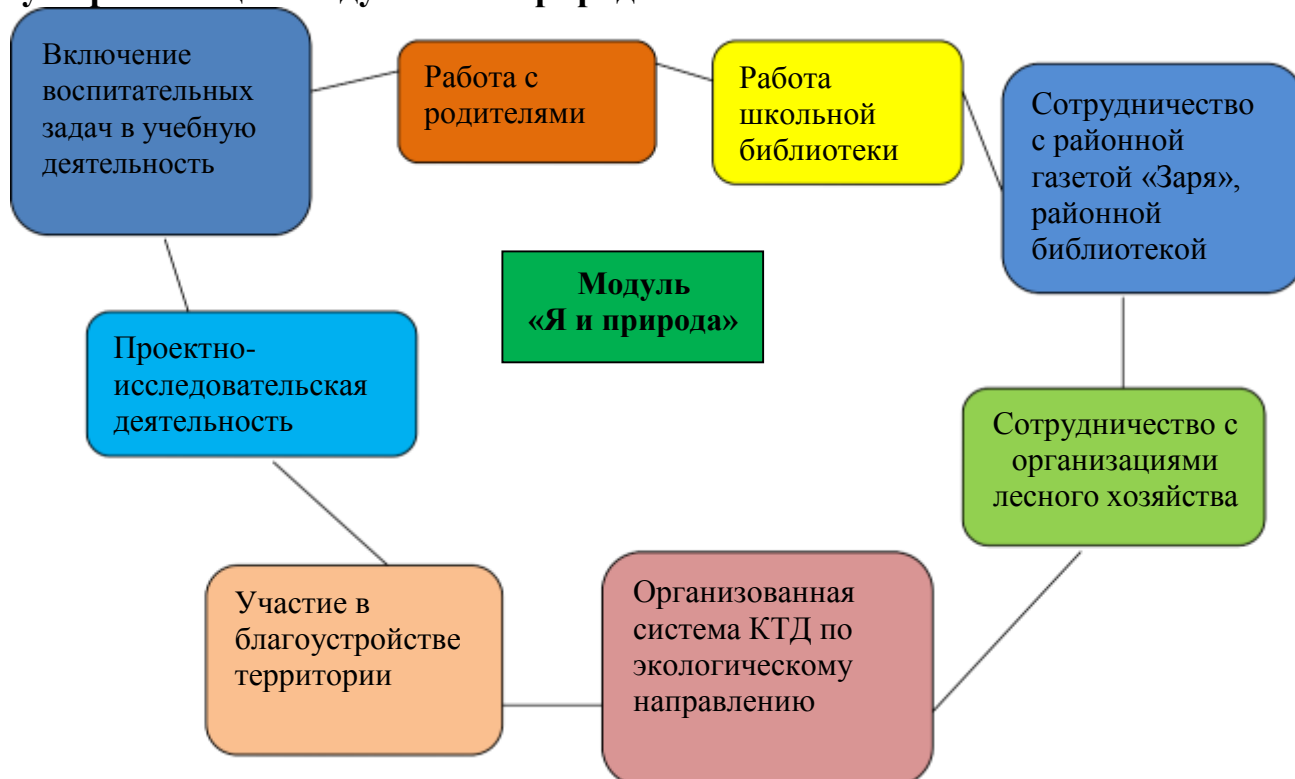 Включение
воспитательных
задач в учебную
деятельность
Работа с
родителями
Работа
школьной
библиотеки
Сотрудничество
с районной
газетой «Заря»,
районной
библиотекой
Модуль
«Я и природа»
Проектно-
исследовательская
деятельность
Сотрудничество с
организациями
лесного хозяйства
Участие в
благоустройстве
территории
Организованная
система КТД по
экологическому
направлению